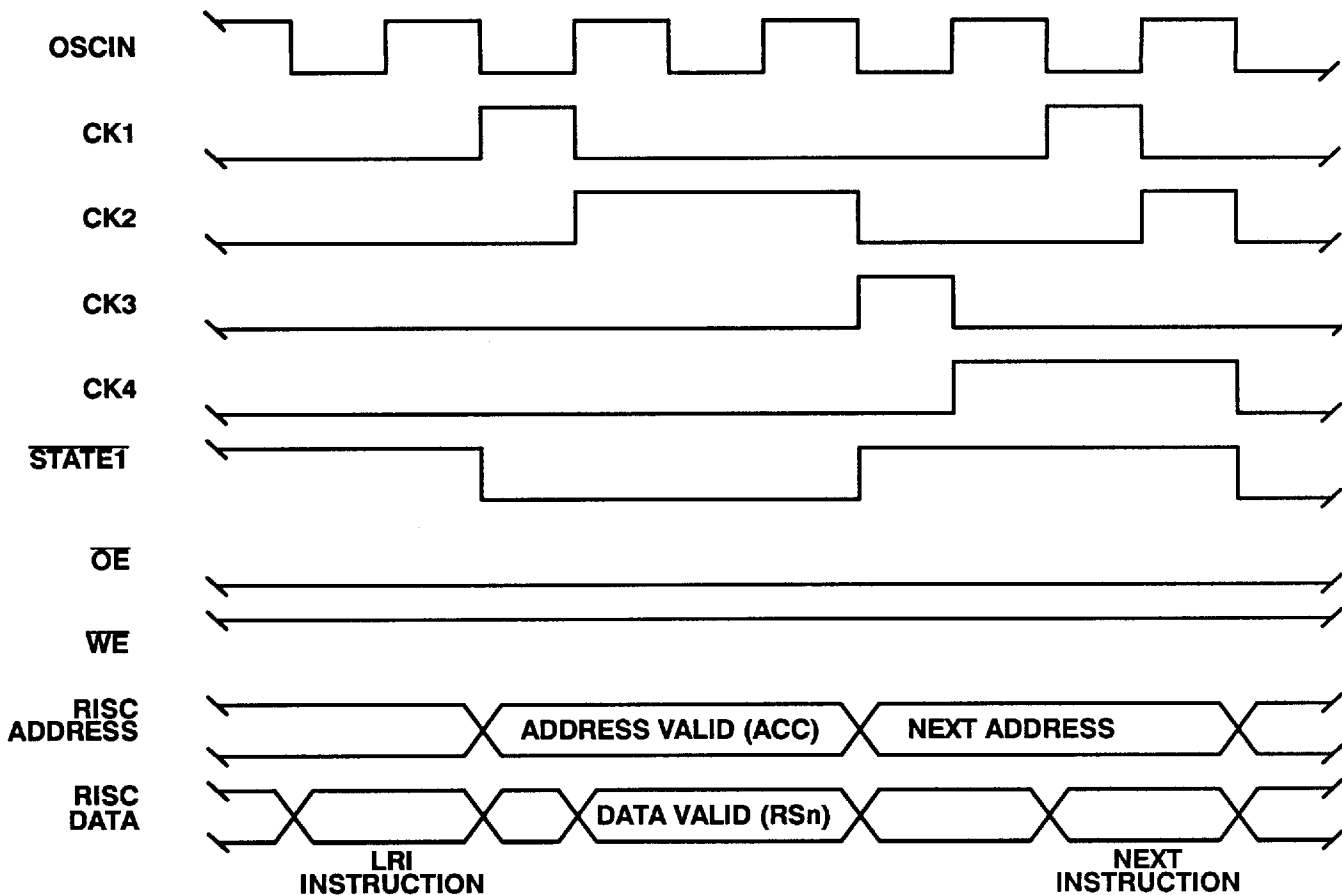 OSCIN
CK1
CK2
CK3
CK4
STATE1
OE
WE
RISC
ADDRESS
ADDRESS VALID (ACC)
NEXT ADDRESS
RISC
DATA
DATA VALID (RSn)
LRI
INSTRUCTION
NEXT
INSTRUCTION